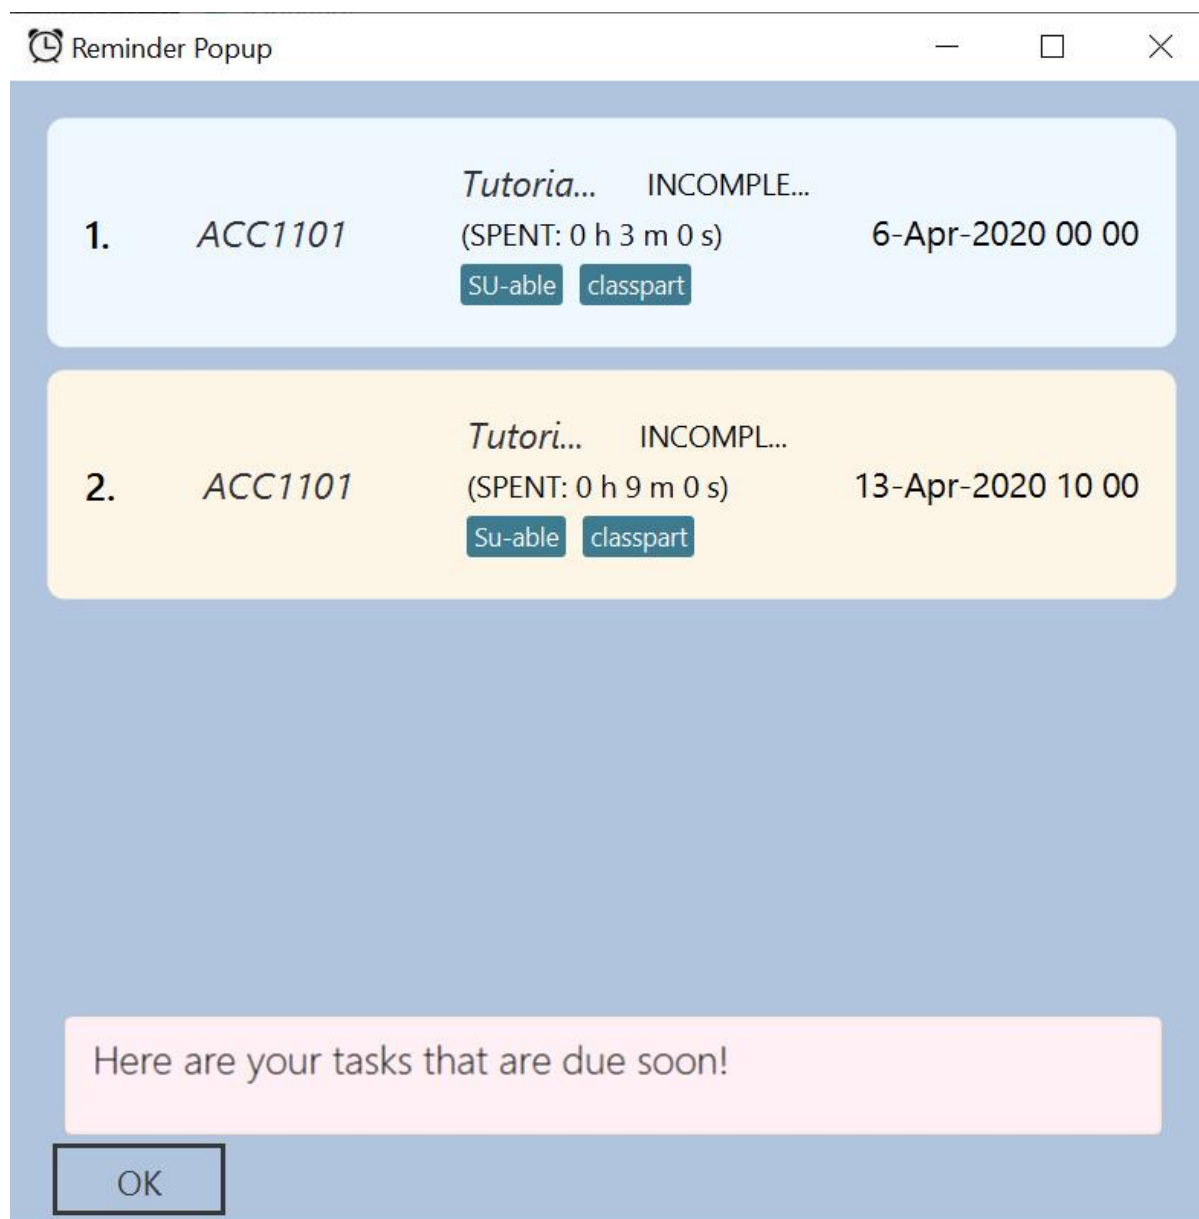 Reminder Popup
Tutoria... INCOMPLE...
1. ACC1101 (SPENT: 0 h 3 m 0 s) 6-Apr-2020 00 00
SU-able classpart
Tutori... INCOMPL...
2. ACC1101 (SPENT: 0 h 9 m 0 s) 13-Apr-2020 10 00
Su-able classpart
Here are your tasks that are due soon!
OK